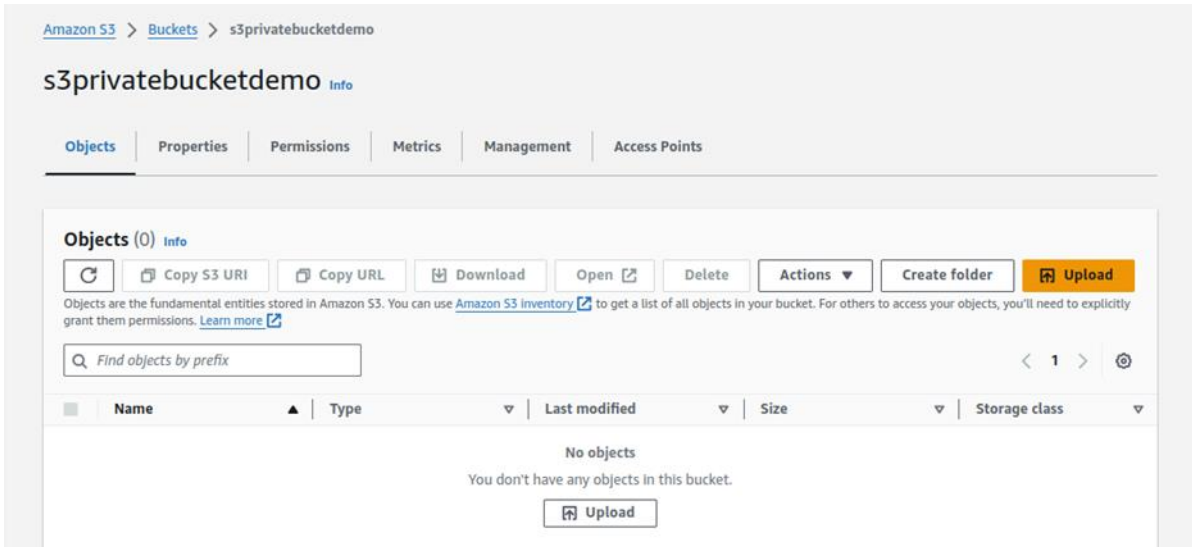 Amazon S3 > Buckets > s3privatebucketdemo
s3privatebucketdemo Info
Objects Properties Permissions Metrics Management Access Points
Objects (0) Info
Copy S3 URI Copy URL Download Open Delete Actions Create folder Upload
Objects are the fundamental entities stored in Amazon S3. You can use Amazon S3 inventory to get a list of all objects in your bucket. For others to access your objects, you'll need to explicitly
grant them permissions. Learn more
Find objects by prefix < 1 >
Name Type Last modified Size Storage class
No objects
You don't have any objects in this bucket.
Upload